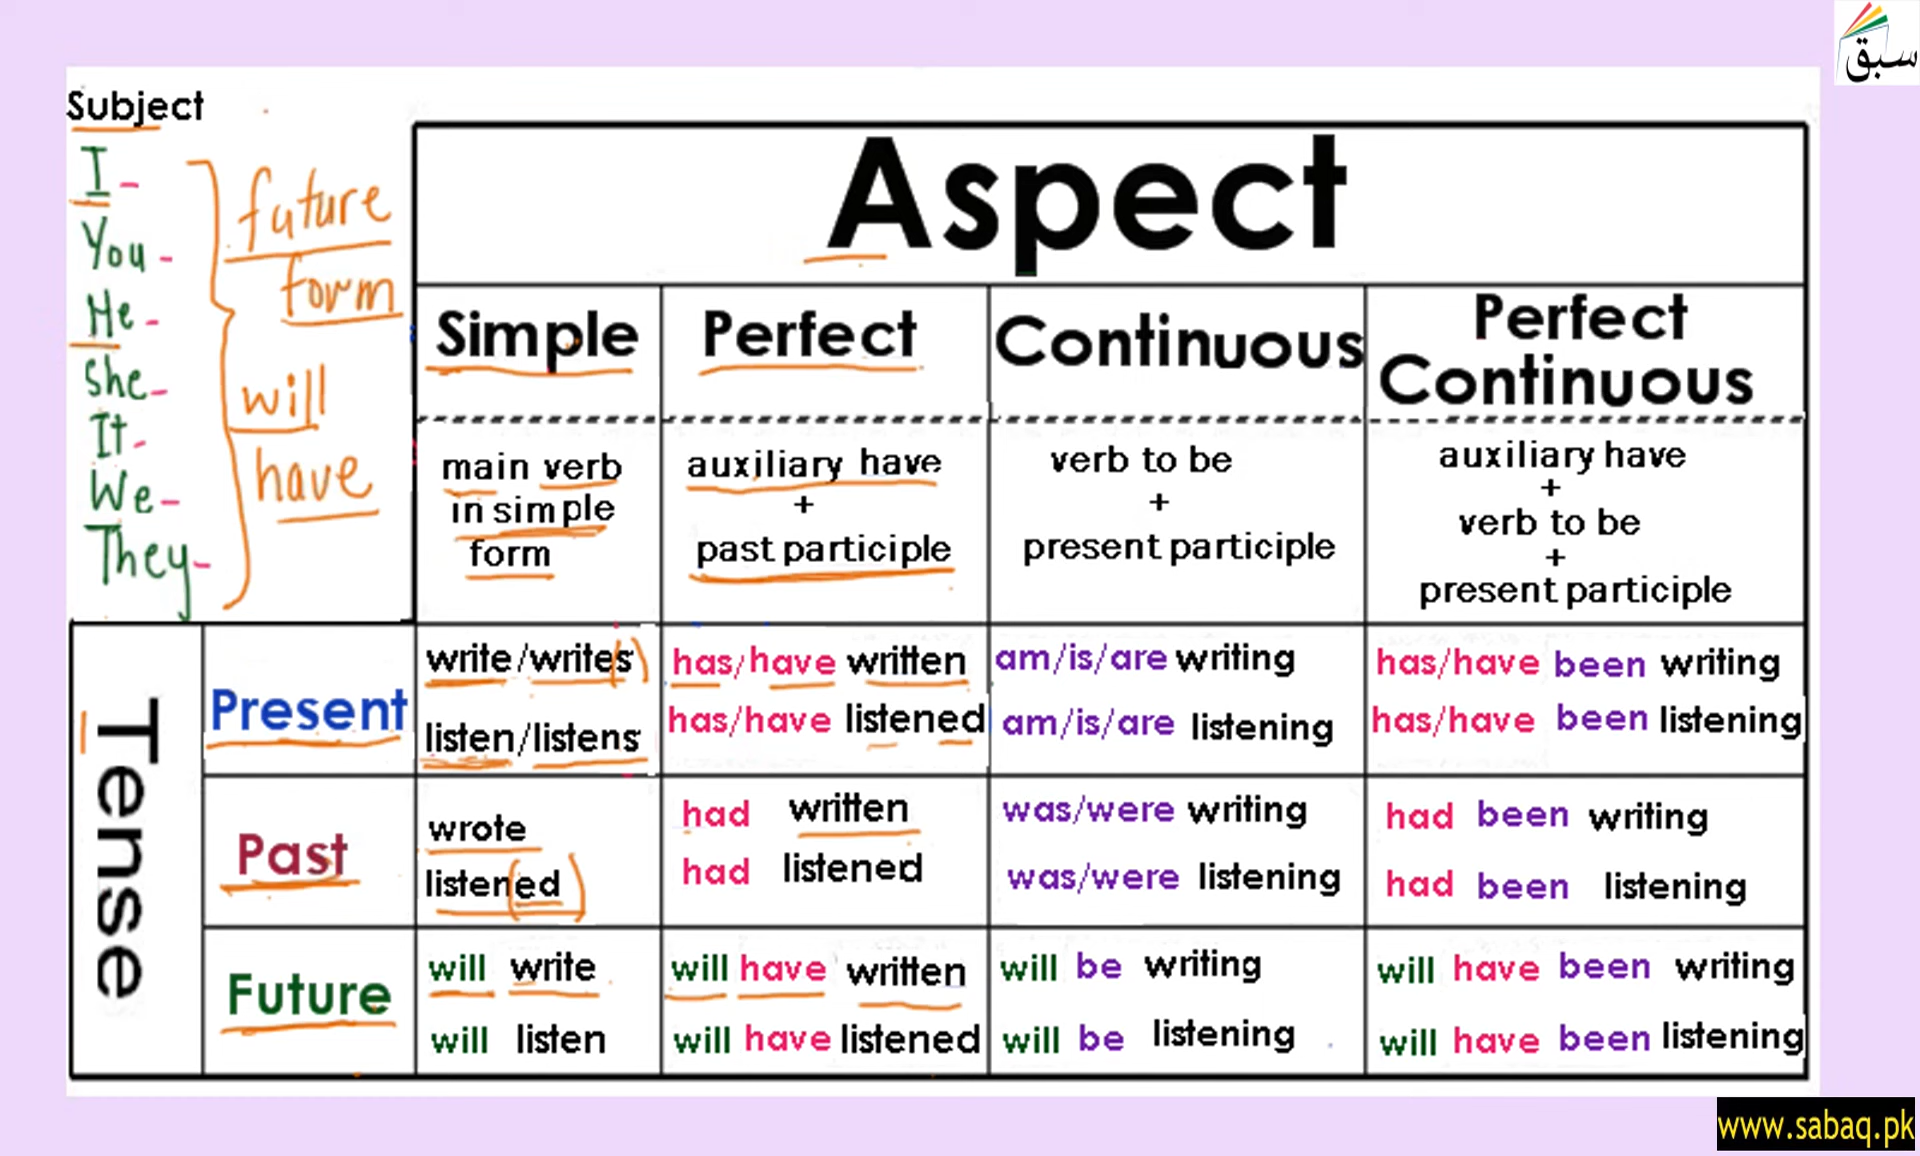 سبق
Subject
I -
You -
He -
She -
It -
We -
They -
future
form
will
have
Aspect
Simple
Perfect
Continuous
Perfect
Continuous
main verb
in simple
form
auxiliary have
+
past participle
verb to be
+
present participle
auxiliary have
+
verb to be
+
present participle
Tense
Present
write/writes
listen/listens
has/have written
has/have listened
am/is/are writing
am/is/are listening
has/have been writing
has/have been listening
Past
wrote
listened
had written
had listened
was/were writing
was/were listening
had been writing
had been listening
Future
will write
will listen
will have written
will have listened
will be writing
will be listening
will have been writing
will have been listening
www.sabaq.pk